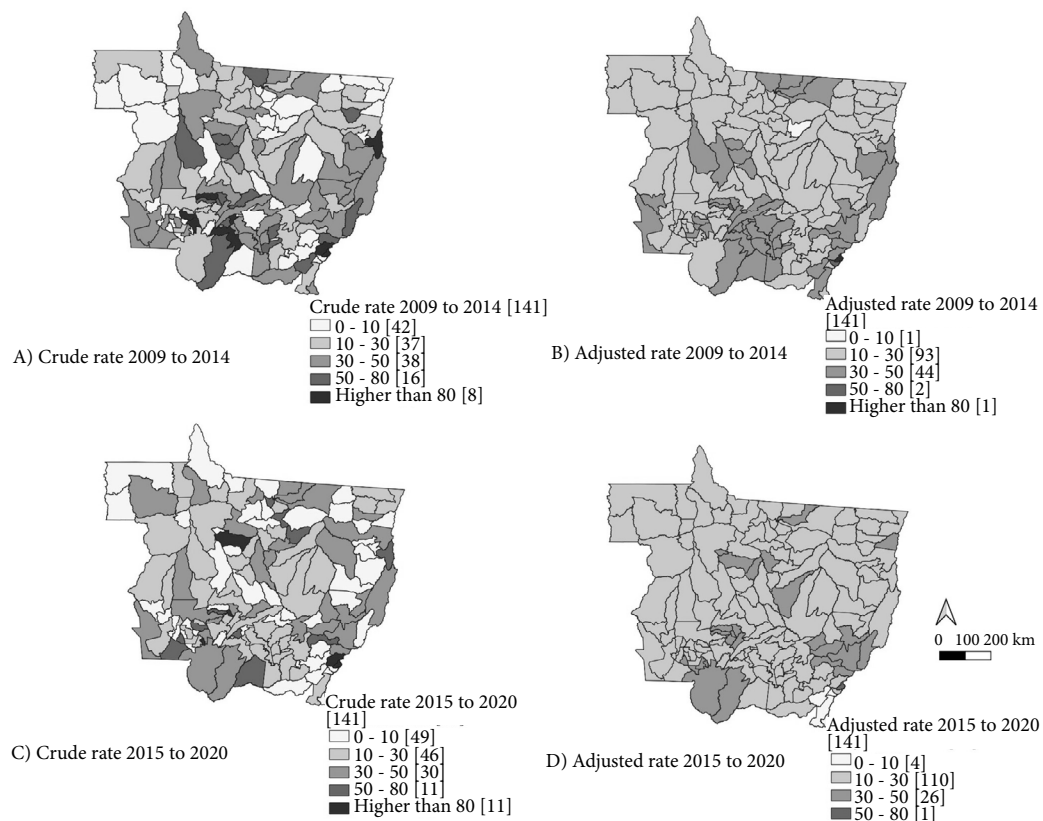 Crude rate 2009 to 2014 [141]
0 - 10 [42]
10 - 30 [37]
30 - 50 [38]
50 - 80 [16]
Higher than 80 [8]
A) Crude rate 2009 to 2014
Adjusted rate 2009 to 2014
[141]
0 - 10 [1]
10 - 30 [93]
30 - 50 [44]
50 - 80 [2]
Higher than 80 [1]
B) Adjusted rate 2009 to 2014
0 100 200 km
Crude rate 2015 to 2020
[141]
0 - 10 [49]
10 - 30 [46]
30 - 50 [30]
50 - 80 [11]
Higher than 80 [11]
C) Crude rate 2015 to 2020
Adjusted rate 2015 to 2020
[141]
0 - 10 [4]
10 - 30 [110]
30 - 50 [26]
50 - 80 [1]
D) Adjusted rate 2015 to 2020